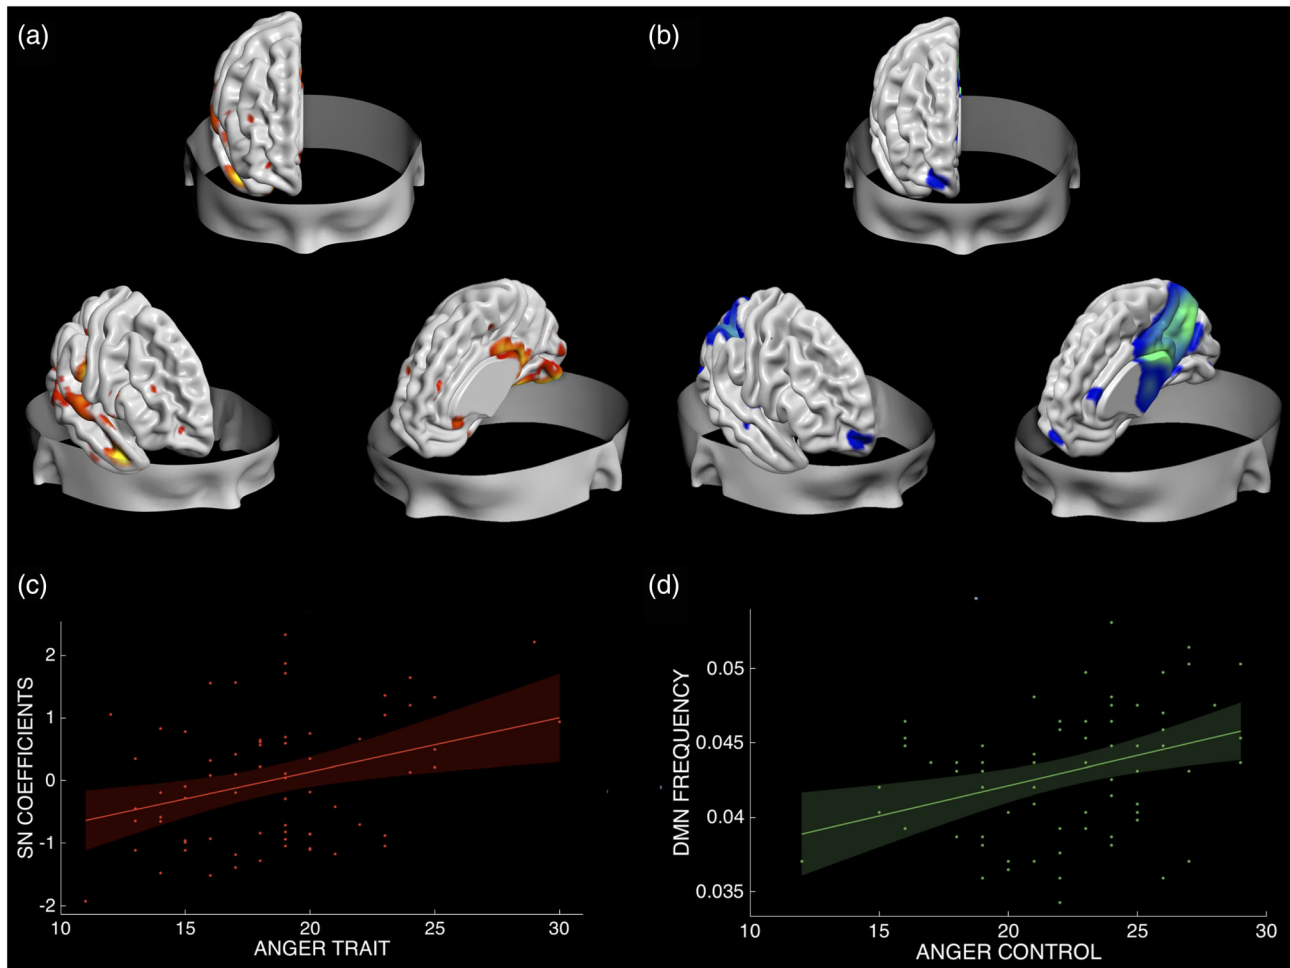 (a)
(b)
(c)
SN COEFFICIENTS
2
1
0
-1
-2
10
15
20
25
30
ANGER TRAIT
(d)
DMN FREQUENCY
0.05
0.045
0.04
0.035
10
15
20
25
30
ANGER CONTROL